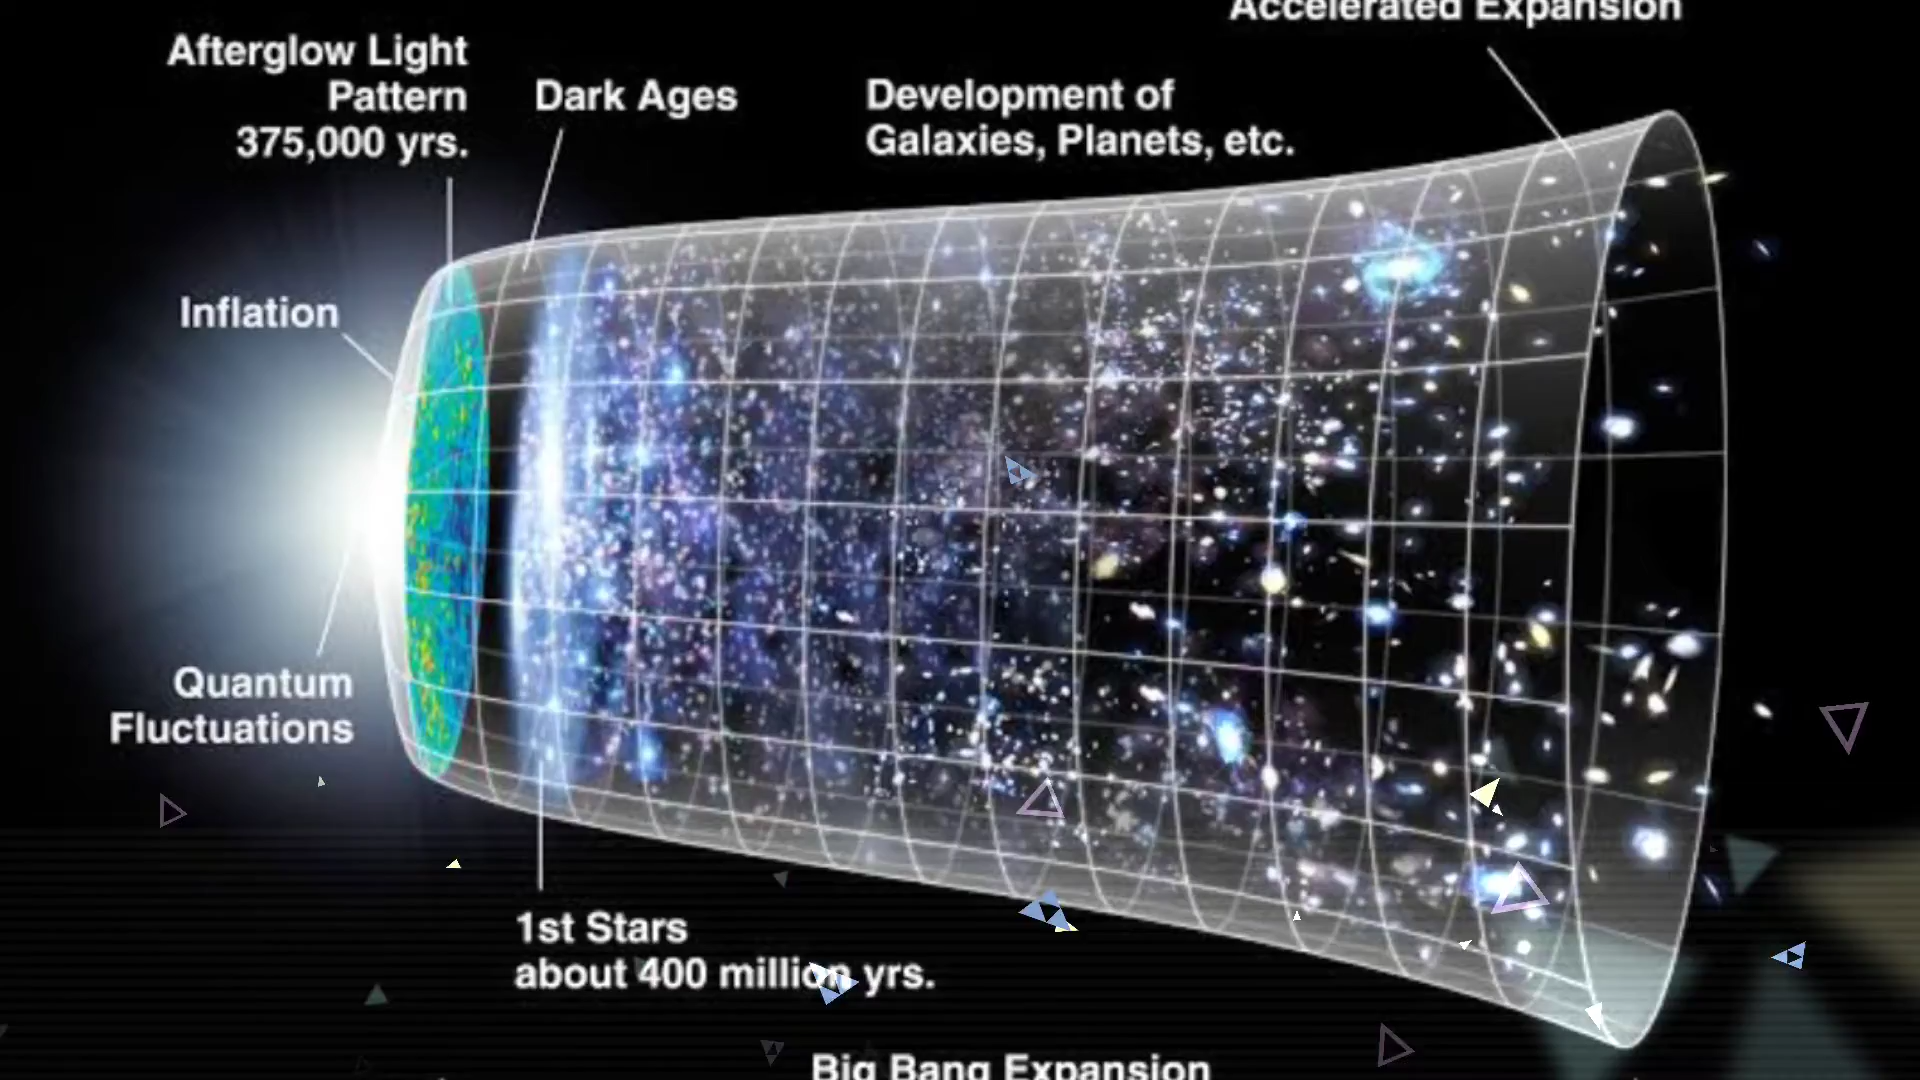 Accelerated Expansion
Afterglow Light
Pattern
375,000 yrs.
Dark Ages
Development of
Galaxies, Planets, etc.
Inflation
Quantum
Fluctuations
1st Stars
about 400 million yrs.
Big Bang Expansion